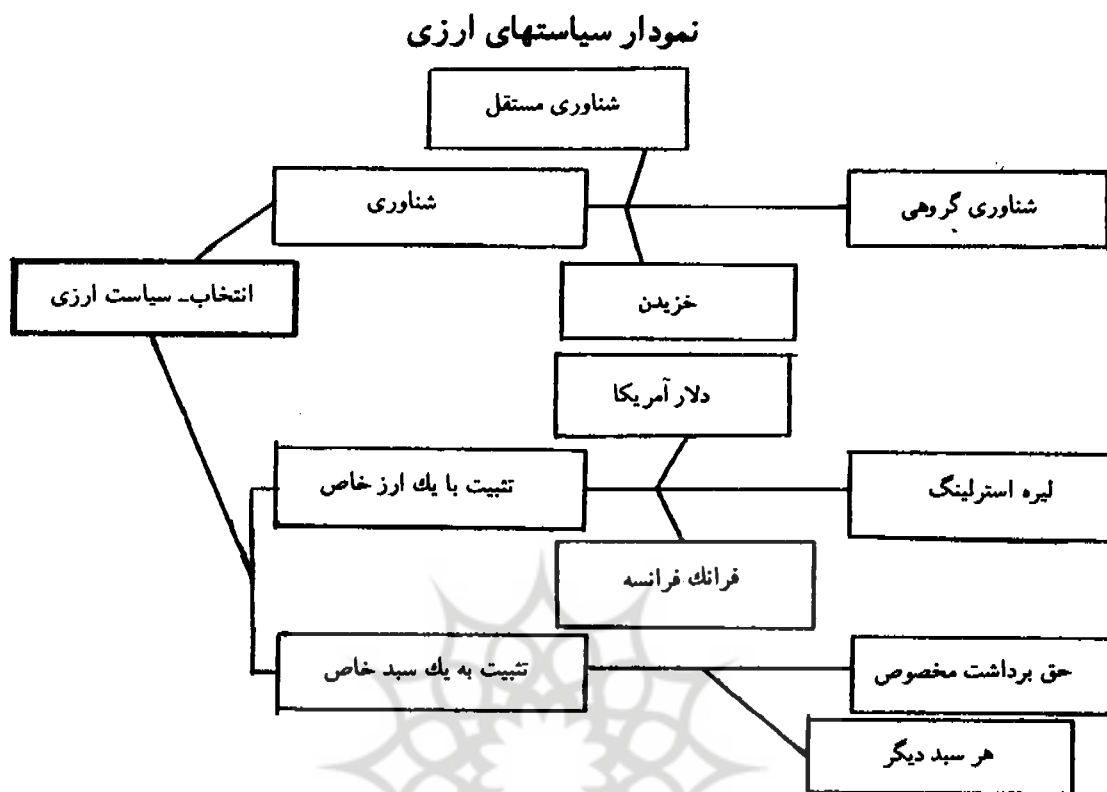 نمودار سیاستهای ارزی
شناوری مستقل
شناوری
شناوری گروهی
انتخاب_ سیاست ارزی
خزیدن
دلار آمریکا
تثبیت با یك ارز خاص
لیره استرلینگ
فرانك فرانسه
تثبیت به یك سبد خاص
حق برداشت مخصوص
هر سبد دیگر